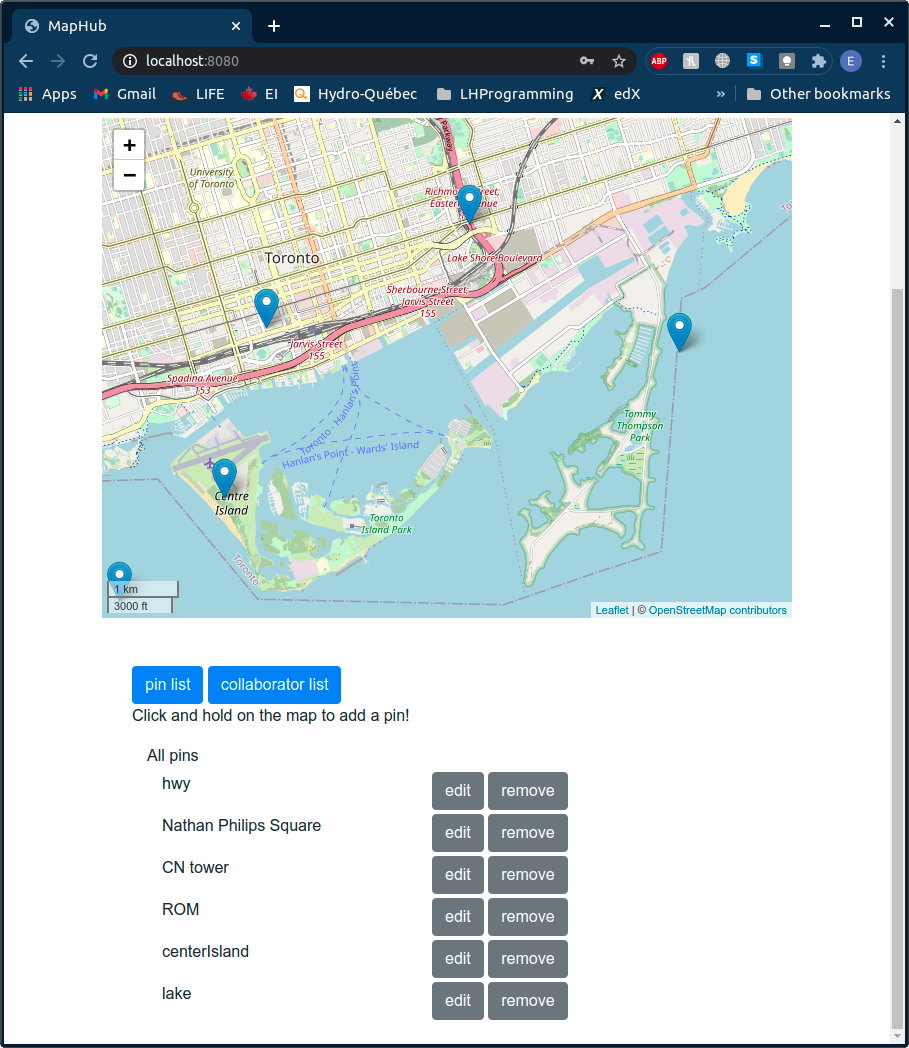 MapHub
localhost:8080
ABP
E
Apps
Gmail
LIFE
EI
Hydro-Québec
LHProgramming
X
edX
»
Other bookmarks
+
−
University
of Toronto
Parkway
Eastern Avenue
Toronto
Lake Shore Boulevard
Sherbourne Street;
Jarvis Street
155
Jarvis Street
155
Spadina Avenue
153
Toronto - Hanlan's Point
Hanlan's Point - Wards' Island
Tommy
Thompson
Park
Centre
Island
Toronto
Island Park
Toronto
1 km
3000 ft
Leaflet | © OpenStreetMap contributors
pin list
collaborator list
Click and hold on the map to add a pin!
All pins
hwy edit remove
Nathan Philips Square edit remove
CN tower edit remove
ROM edit remove
centerIsland edit remove
lake edit remove